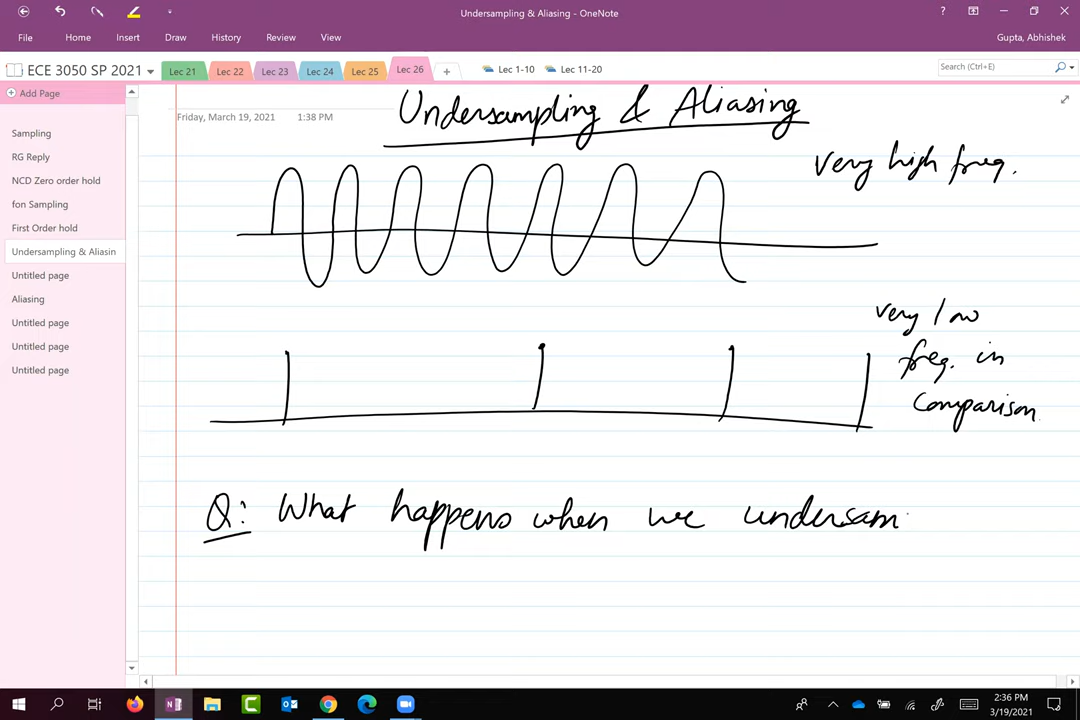 Undersampling & Aliasing - OneNote
File Home Insert Draw History Review View Gupta, Abhishek
ECE 3050 SP 2021 Lec 21 Lec 22 Lec 23 Lec 24 Lec 25 Lec 26 Lec 1-10 Lec 11-20 Search (Ctrl+E)
Add Page
Sampling
RG Reply
NCD Zero order hold
fon Sampling
First Order hold
Undersampling & Aliasin
Untitled page
Aliasing
Untitled page
Untitled page
Untitled page
Friday, March 19, 2021 1:38 PM
Undersampling & Aliasing
Very high freq.
very low
freq. in
comparison.
Q: What happens when we undersam
2:36 PM
3/19/2021